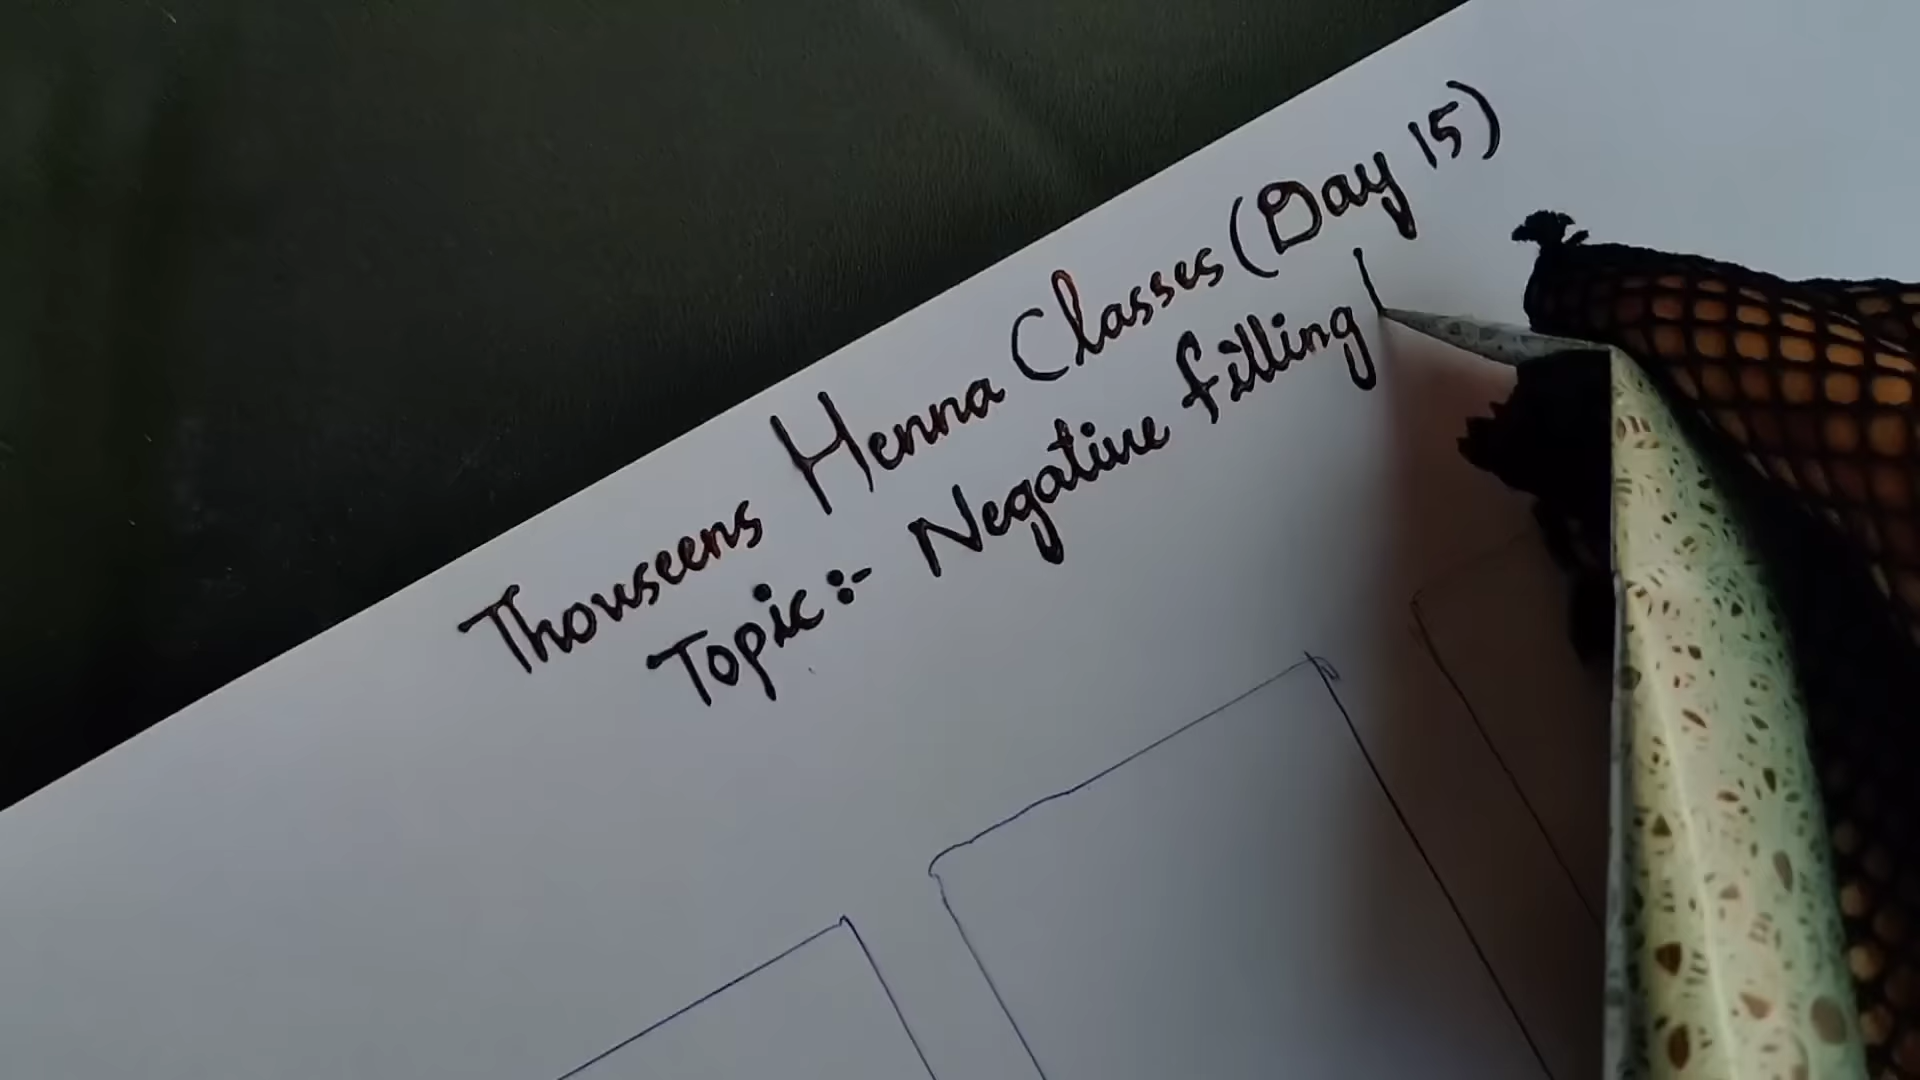 Thouseens Henna Classes (Day 15)
Topic :- Negative filling